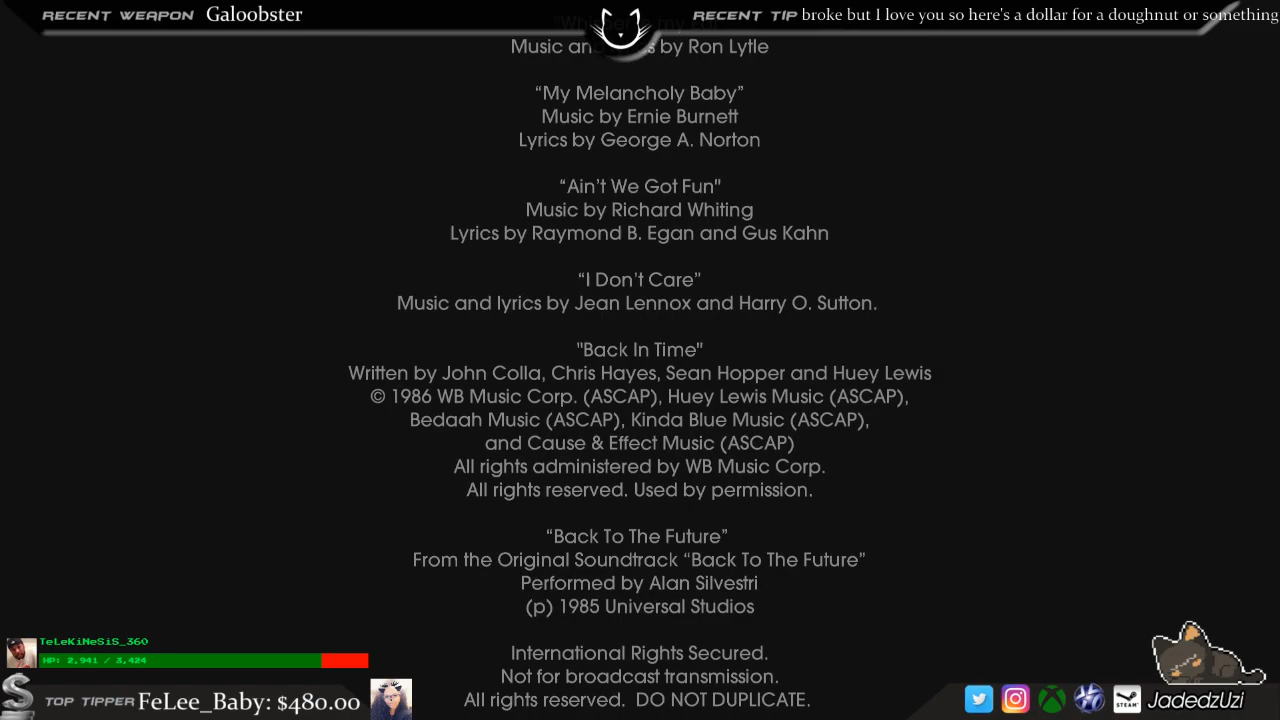 RECENT WEAPON Galoobster
RECENT TIP broke but I love you so here's a dollar for a doughnut or something
Music and by Ron Lytle
“My Melancholy Baby”
Music by Ernie Burnett
Lyrics by George A. Norton
“Ain’t We Got Fun"
Music by Richard Whiting
Lyrics by Raymond B. Egan and Gus Kahn
“I Don’t Care”
Music and lyrics by Jean Lennox and Harry O. Sutton.
"Back In Time"
Written by John Colla, Chris Hayes, Sean Hopper and Huey Lewis
© 1986 WB Music Corp. (ASCAP), Huey Lewis Music (ASCAP),
Bedaah Music (ASCAP), Kinda Blue Music (ASCAP),
and Cause & Effect Music (ASCAP)
All rights administered by WB Music Corp.
All rights reserved. Used by permission.
“Back To The Future”
From the Original Soundtrack “Back To The Future”
Performed by Alan Silvestri
(p) 1985 Universal Studios
International Rights Secured.
Not for broadcast transmission.
All rights reserved. DO NOT DUPLICATE.
TeLeKiNeSiS_360
HP: 2,941 / 3,424
TOP TIPPER FeLee_Baby: $480.00
STEAM
JadedzUzi